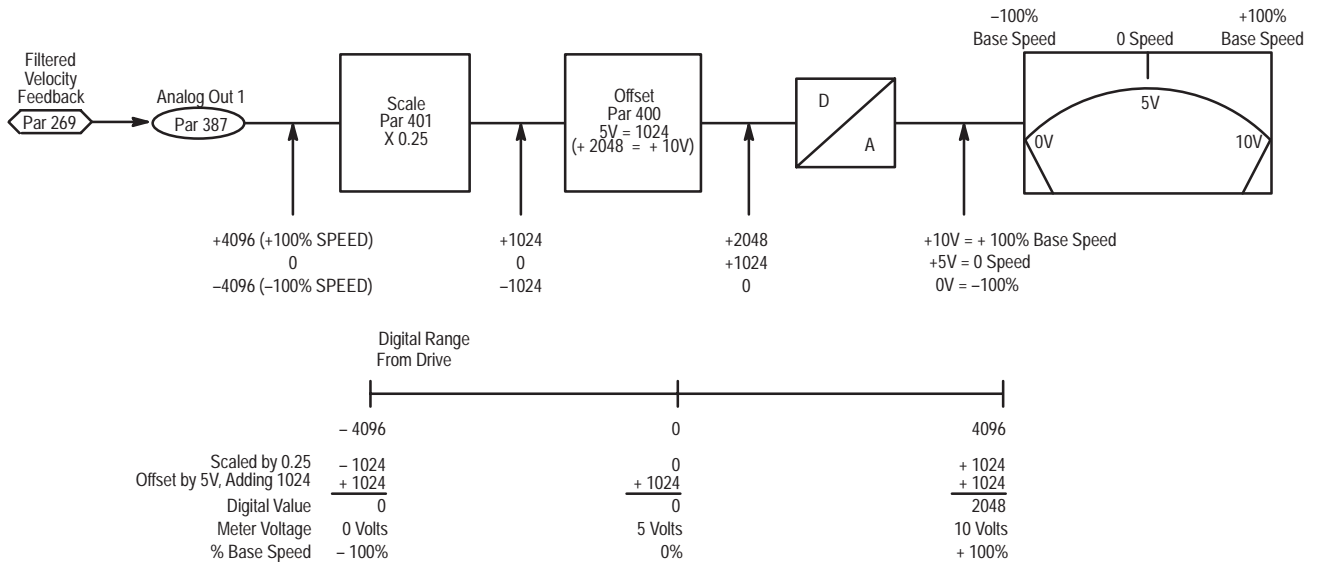 –100%
Base Speed
0 Speed
+100%
Base Speed
Filtered
Velocity
Feedback
Par 269
Analog Out 1
Par 387
Scale
Par 401
X 0.25
Offset
Par 400
5V = 1024
(+ 2048 = + 10V)
D
A
0V
5V
10V
+4096 (+100% SPEED)
0
–4096 (–100% SPEED)
+1024
0
–1024
+2048
+1024
0
+10V = + 100% Base Speed
+5V = 0 Speed
0V = –100%
Digital Range
From Drive
– 4096 0 4096
Scaled by 0.25 – 1024 0 + 1024
Offset by 5V, Adding 1024 + 1024 + 1024 + 1024
Digital Value 0 0 2048
Meter Voltage 0 Volts 5 Volts 10 Volts
% Base Speed – 100% 0% + 100%